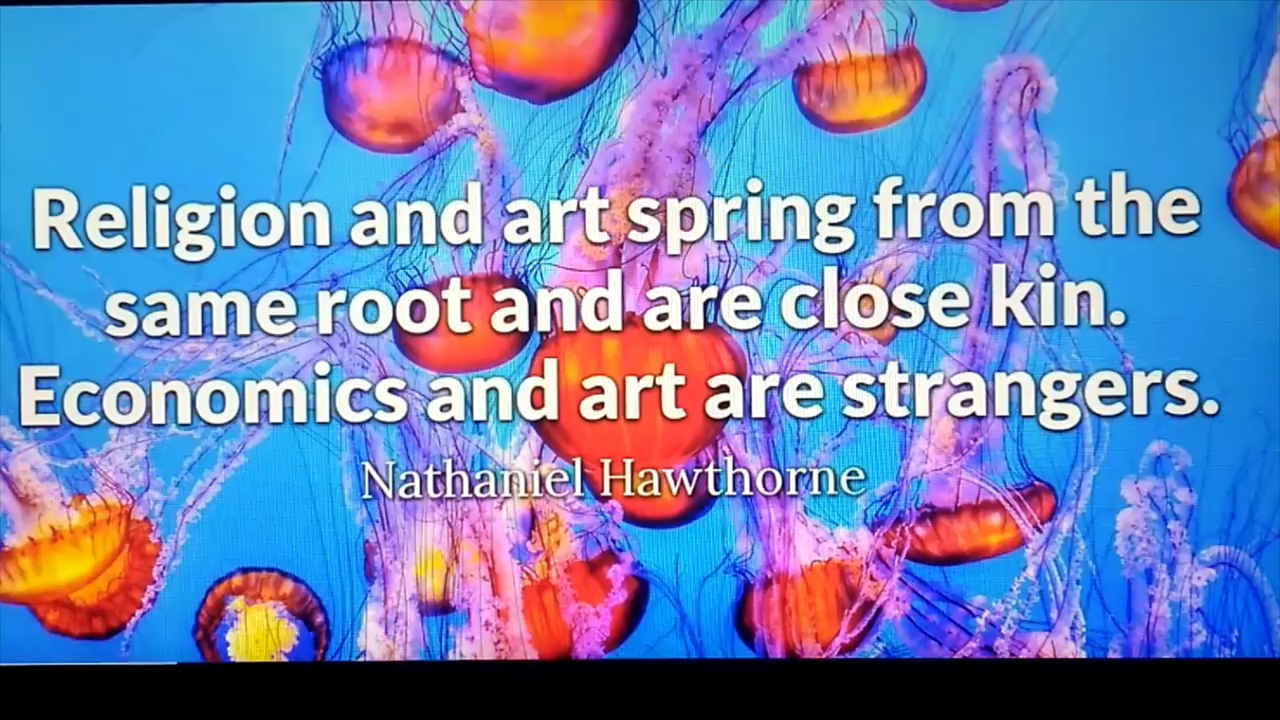 Religion and art spring from the
same root and are close kin.
Economics and art are strangers.
Nathaniel Hawthorne